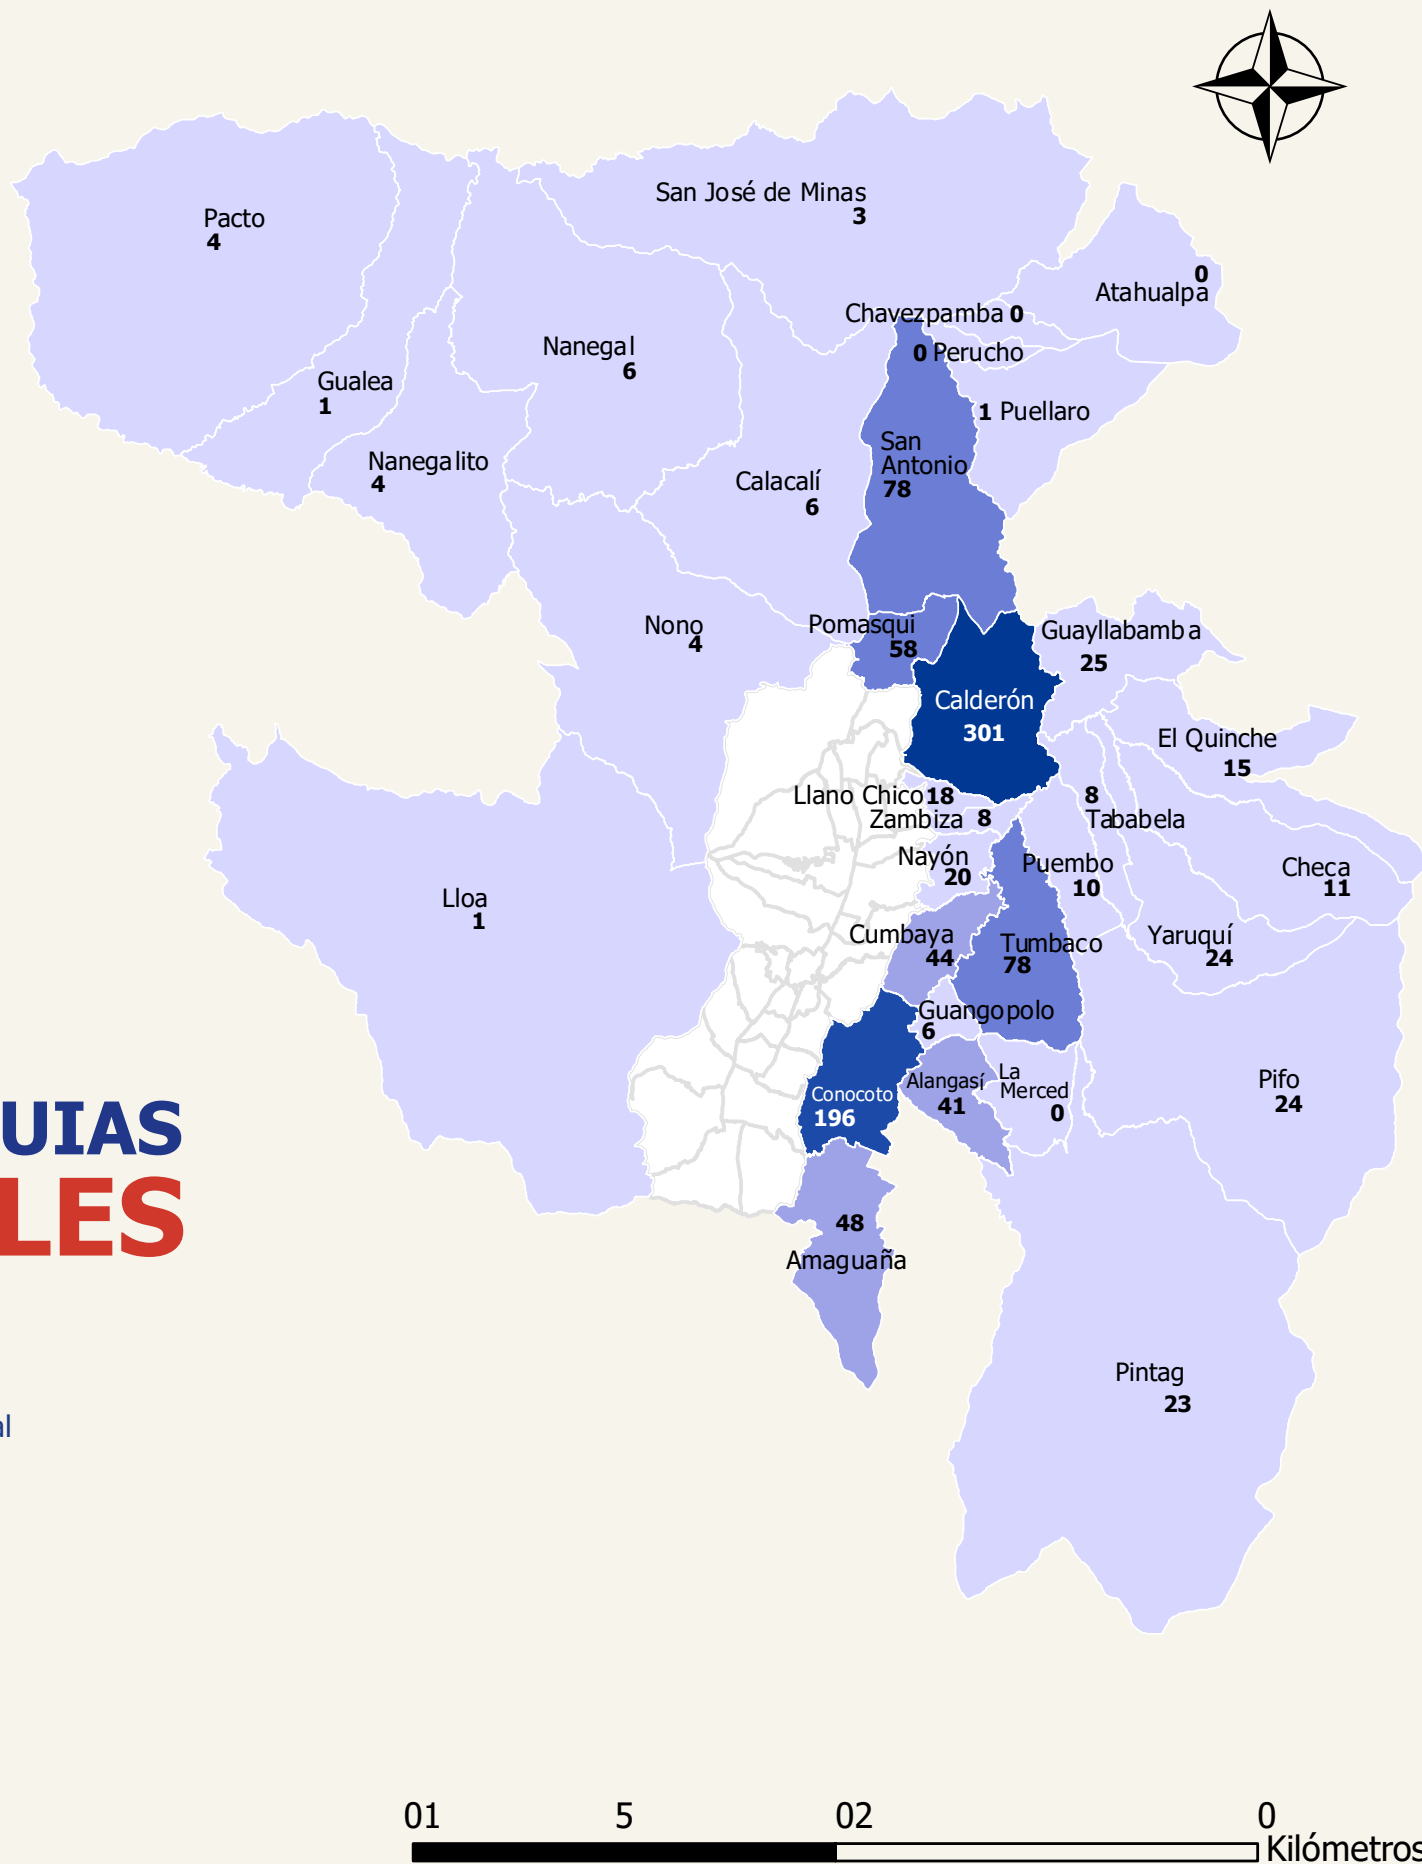 San José de Minas
3
Pacto
4
0
Atahualpa
Chavezpamba 0
Nanegal
6
0 Perucho
Gualea
1
1 Puellaro
San
Antonio
78
Nanegalito
4
Calacalí
6
Nono
4
Pomasqui
58
Guayllabamba
25
Calderón
301
El Quinche
15
Llano Chico 18
8
Tababela
Zambiza 8
Nayón
20
Puembo
10
Checa
11
Lloa
1
Cumbaya
44
Tumbaco
78
Yaruquí
24
Guangopolo
6
Conocoto
196
Alangasí
41
La
Merced
0
Pifo
24
UIAS
LES
48
Amaguaña
Pintag
23
al
01 5 02 0
Kilómetros